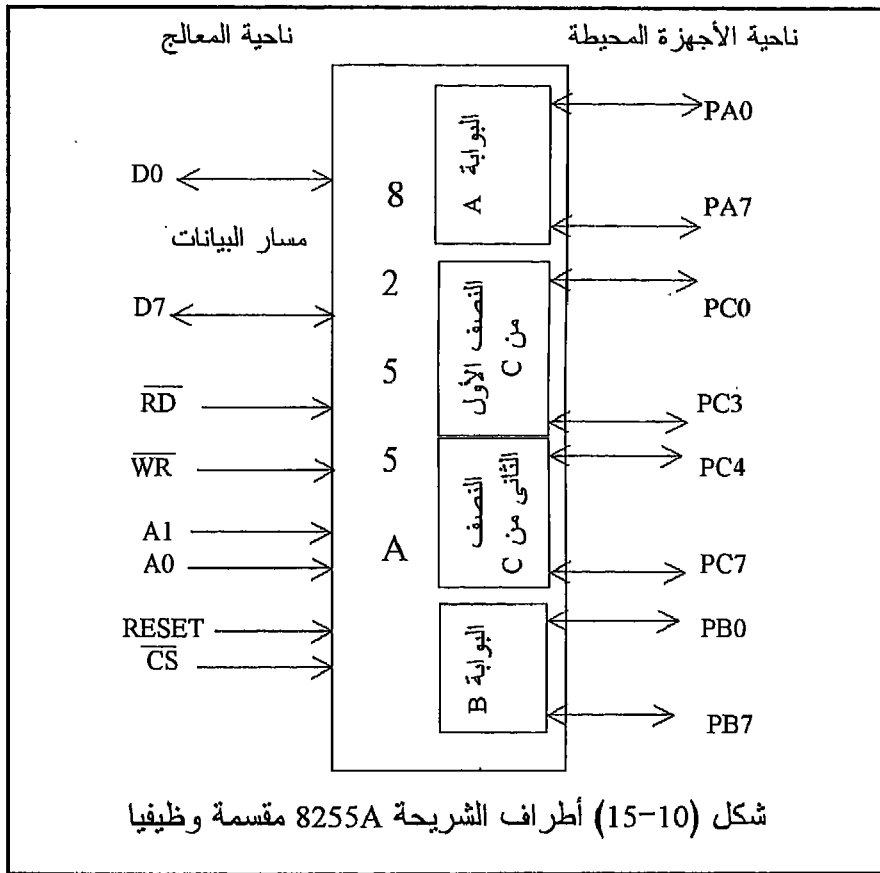 ناحية الأجهزة المحيطة
ناحية المعالج
PA0
البوابة A
PA7
D0
مسار البيانات
D7
PC0
النصف الأول
من C
PC3
RD
WR
PC4
النصف
الثانى من C
PC7
A1
A0
RESET
CS
PB0
البوابة B
PB7
8
2
5
5
A
شكل (10-15) أطراف الشريحة 8255A مقسمة وظيفيا